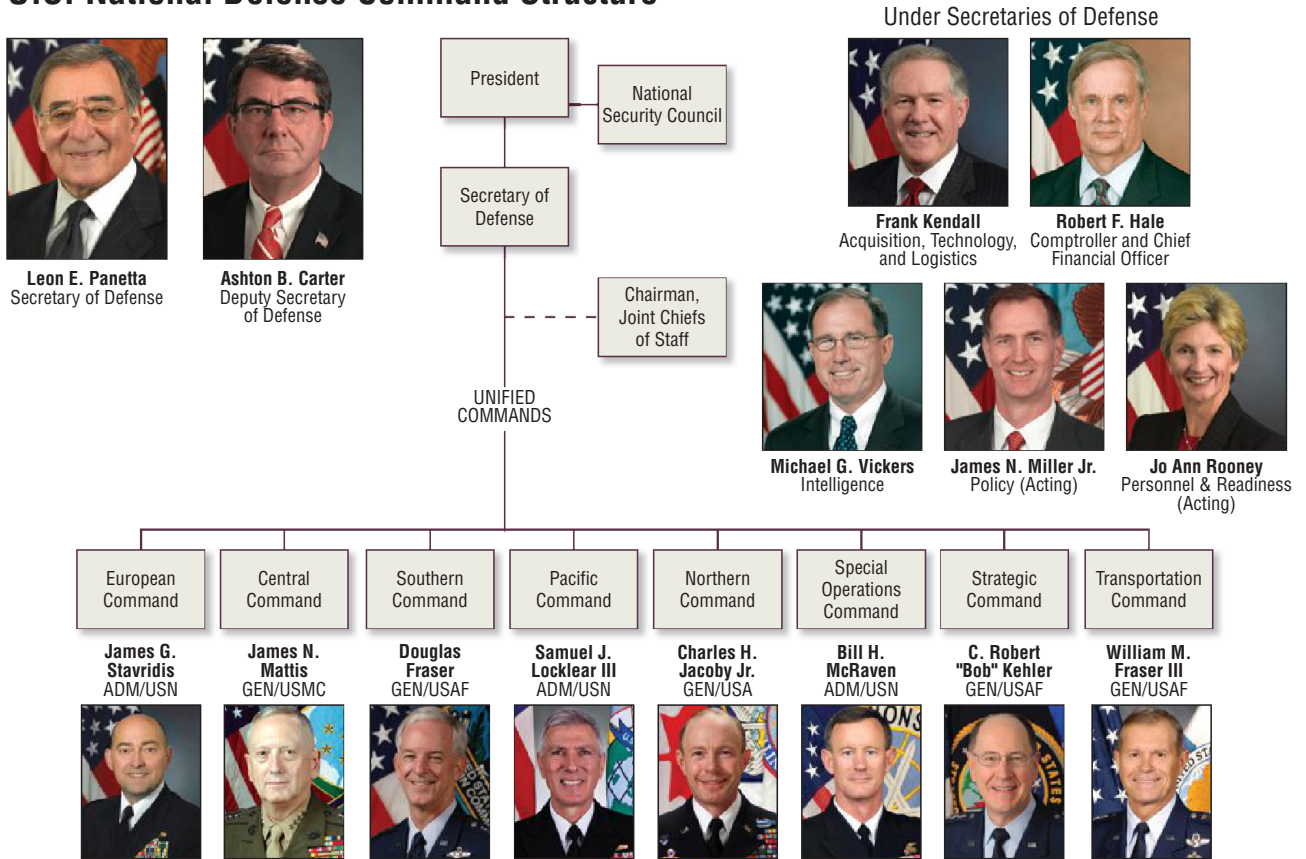 U.S. National Defense Command Structure
Under Secretaries of Defense
President
National
Security Council
Secretary of
Defense
Chairman,
Joint Chiefs
of Staff
UNIFIED
COMMANDS
Leon E. Panetta
Secretary of Defense
Ashton B. Carter
Deputy Secretary
of Defense
Frank Kendall
Acquisition, Technology,
and Logistics
Robert F. Hale
Comptroller and Chief
Financial Officer
Michael G. Vickers
Intelligence
James N. Miller Jr.
Policy (Acting)
Jo Ann Rooney
Personnel & Readiness
(Acting)
European
Command
James G.
Stavridis
ADM/USN
Central
Command
James N.
Mattis
GEN/USMC
Southern
Command
Douglas
Fraser
GEN/USAF
Pacific
Command
Samuel J.
Locklear III
ADM/USN
Northern
Command
Charles H.
Jacoby Jr.
GEN/USA
Special
Operations
Command
Bill H.
McRaven
ADM/USN
Strategic
Command
C. Robert
"Bob" Kehler
GEN/USAF
Transportation
Command
William M.
Fraser III
GEN/USAF